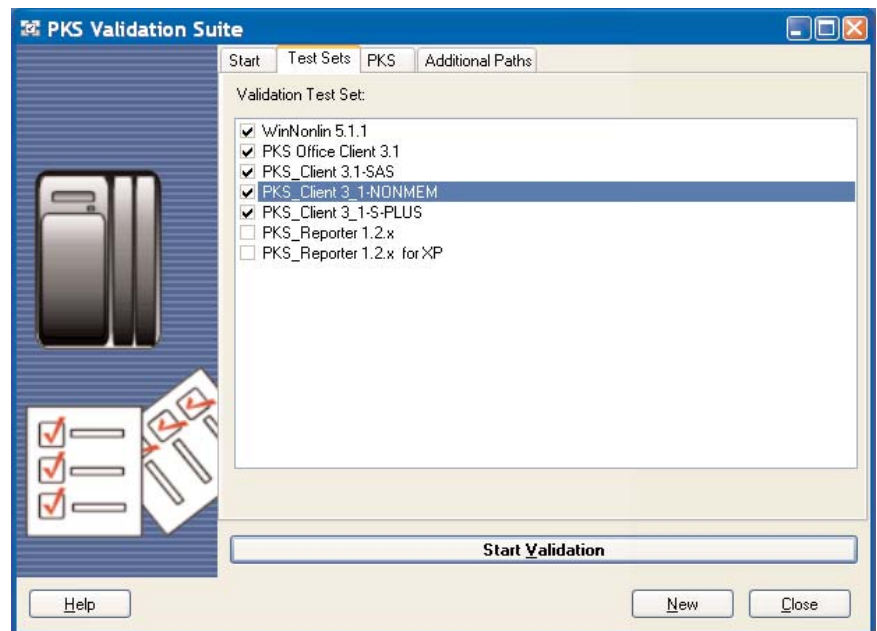 PKS Validation Suite
Start Test Sets PKS Additional Paths
Validation Test Set:
WinNonlin 5.1.1
PKS Office Client 3.1
PKS_Client 3.1-SAS
PKS_Client 3_1-NONMEM
PKS_Client 3_1-S-PLUS
PKS_Reporter 1.2.x
PKS_Reporter 1.2.x for XP
Start Validation
Help New Close